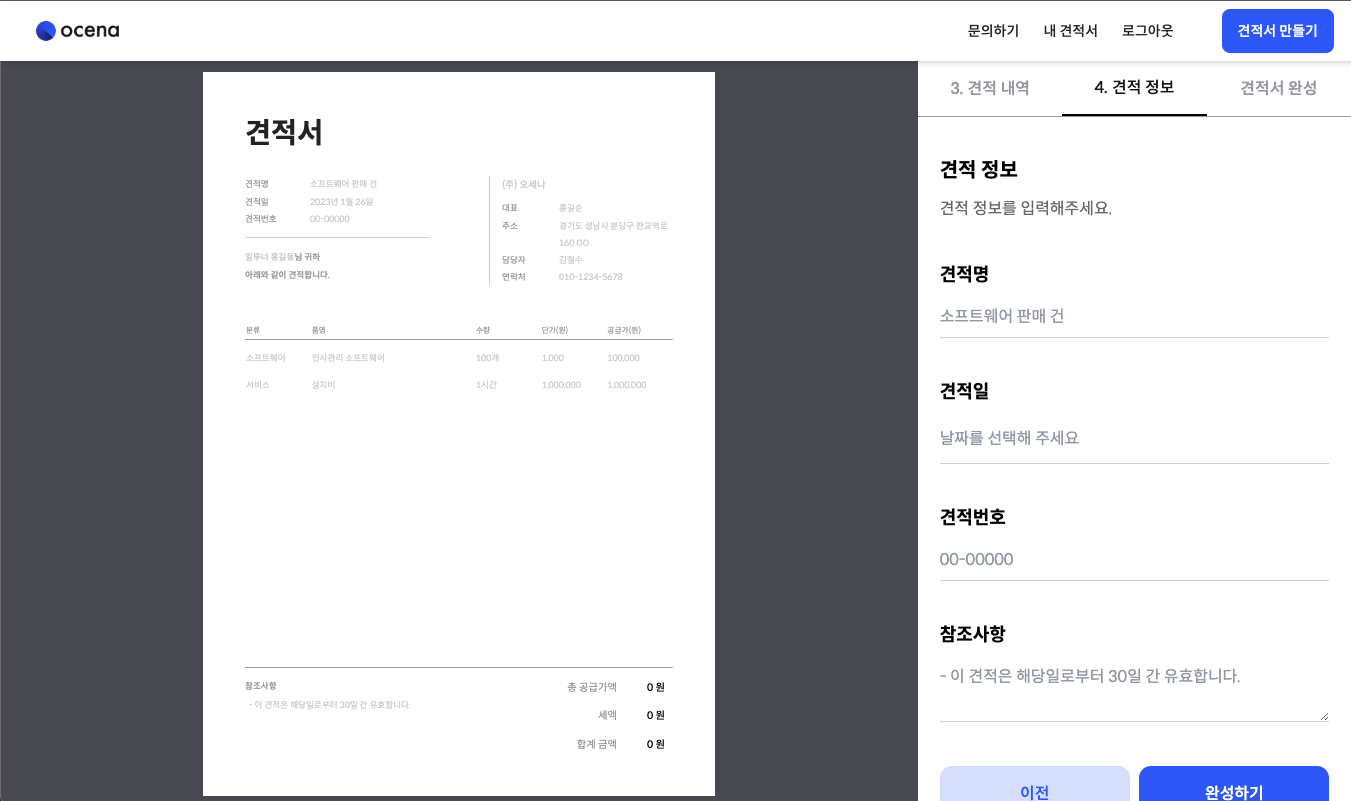 ocena
문의하기 내 견적서 로그아웃 견적서 만들기
견적서
견적명 소프트웨어 판매 건
견적일 2023년 1월 26일
견적번호 00-00000
일루너 홍길동님 귀하
아래와 같이 견적합니다.
(주) 오세나
대표 홍길순
주소 경기도 성남시 분당구 판교역로
160 OO
담당자 김철수
연락처 010-1234-5678
분류 품명 수량 단가(원) 공급가(원)
소프트웨어 인사관리 소프트웨어 100개 1,000 100,000
서비스 설치비 1시간 1,000,000 1,000,000
참조사항
- 이 견적은 해당일로부터 30일 간 유효합니다.
총 공급가액 0 원
세액 0 원
합계 금액 0 원
3. 견적 내역 4. 견적 정보 견적서 완성
견적 정보
견적 정보를 입력해주세요.
견적명
소프트웨어 판매 건
견적일
날짜를 선택해 주세요
견적번호
00-00000
참조사항
- 이 견적은 해당일로부터 30일 간 유효합니다.
이전 완성하기